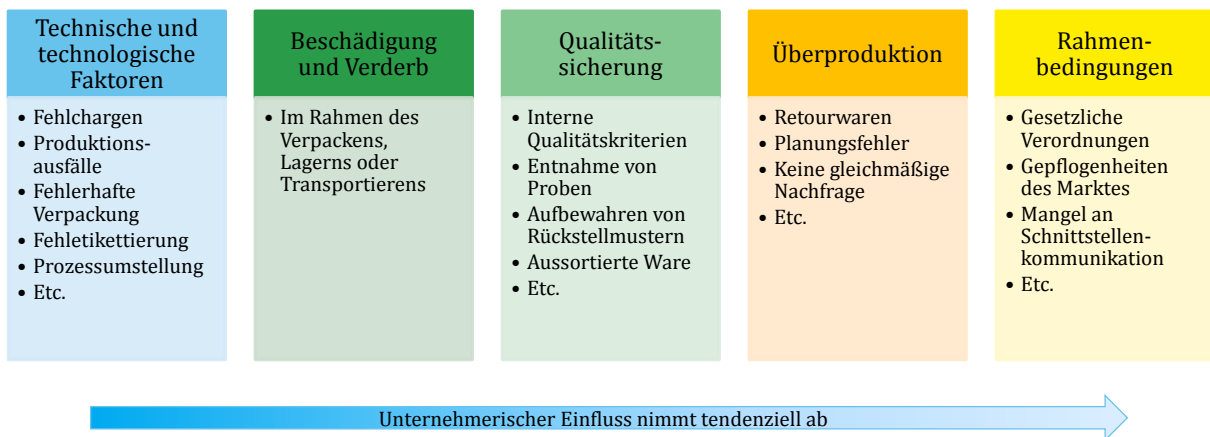 Technische und
technologische
Faktoren
• Fehlchargen
• Produktions-
ausfälle
• Fehlerhafte
Verpackung
• Fehletikettierung
• Prozessumstellung
• Etc.
Beschädigung
und Verderb
• Im Rahmen des
Verpackens,
Lagerns oder
Transportierens
Qualitäts-
sicherung
• Interne
Qualitätskriterien
• Entnahme von
Proben
• Aufbewahren von
Rückstellmustern
• Aussortierte Ware
• Etc.
Überproduktion
• Retourwaren
• Planungsfehler
• Keine gleichmäßige
Nachfrage
• Etc.
Rahmen-
bedingungen
• Gesetzliche
Verordnungen
• Gepflogenheiten
des Marktes
• Mangel an
Schnittstellen-
kommunikation
• Etc.
Unternehmerischer Einfluss nimmt tendenziell ab